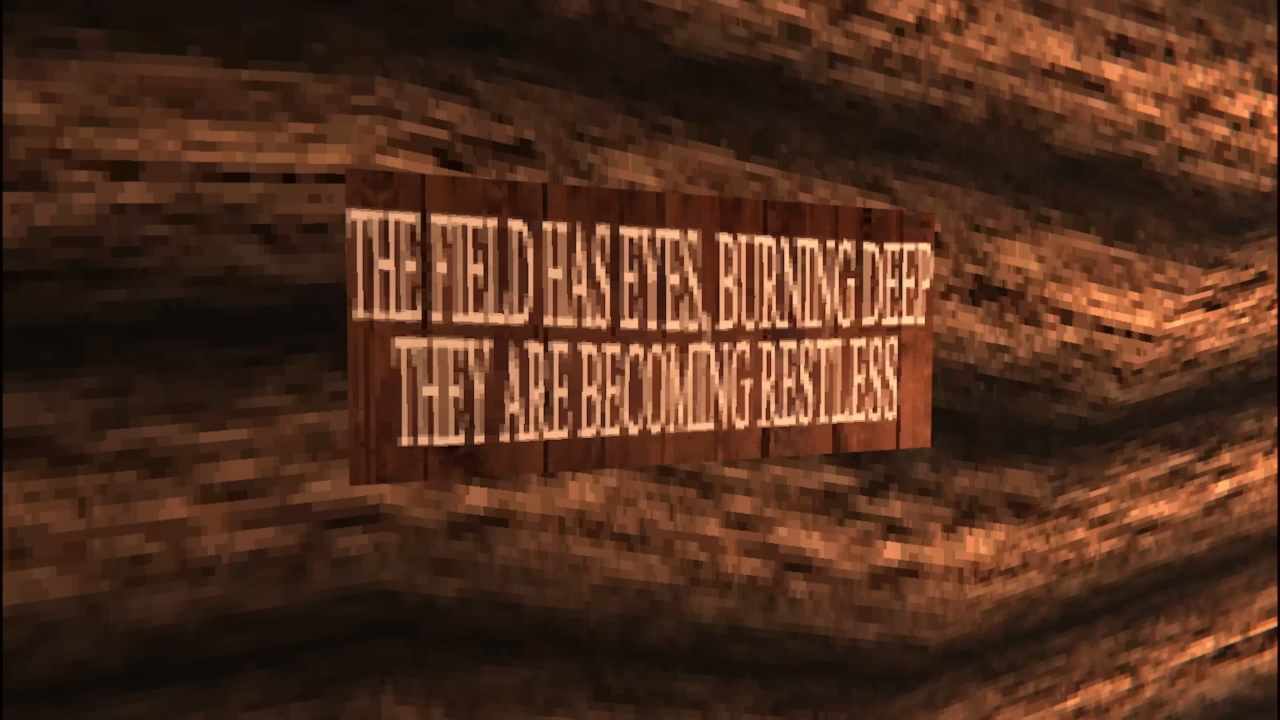 THE FIELD HAS EYES, BURNING DEEP
THEY ARE BECOMING RESTLESS